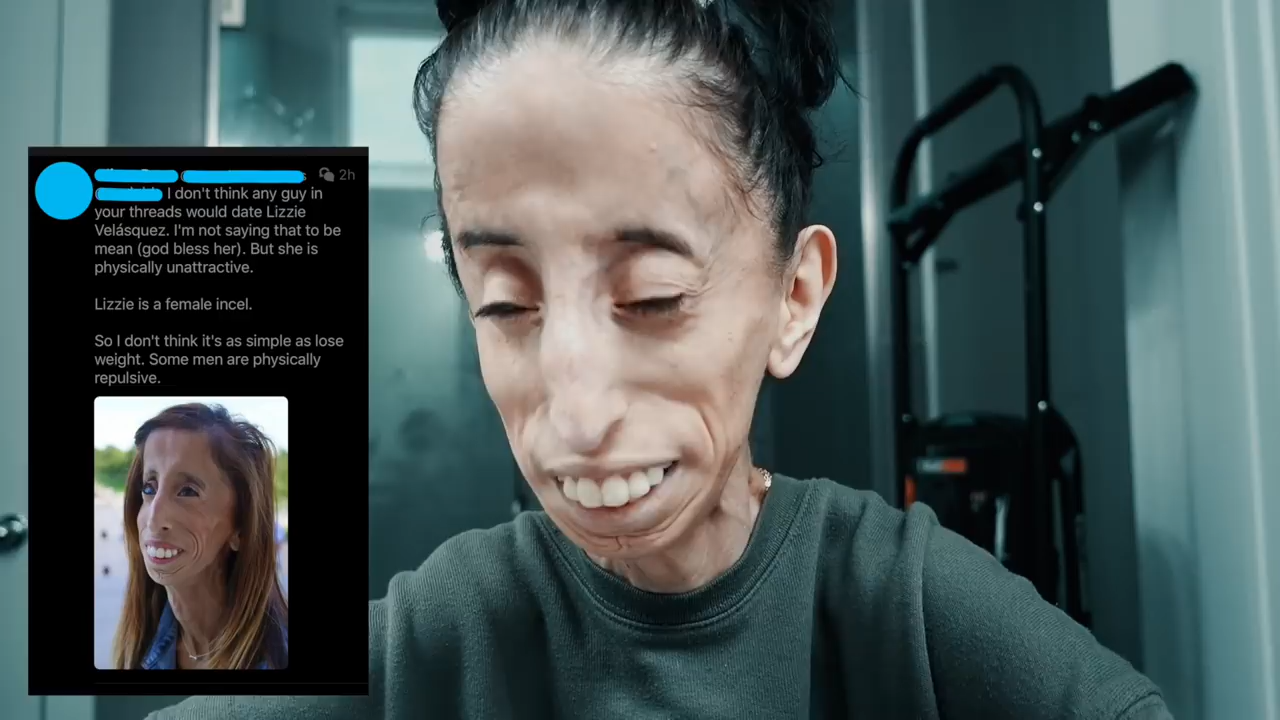 2h
I don't think any guy in
your threads would date Lizzie
Velásquez. I'm not saying that to be
mean (god bless her). But she is
physically unattractive.
Lizzie is a female incel.
So I don't think it's as simple as lose
weight. Some men are physically
repulsive.